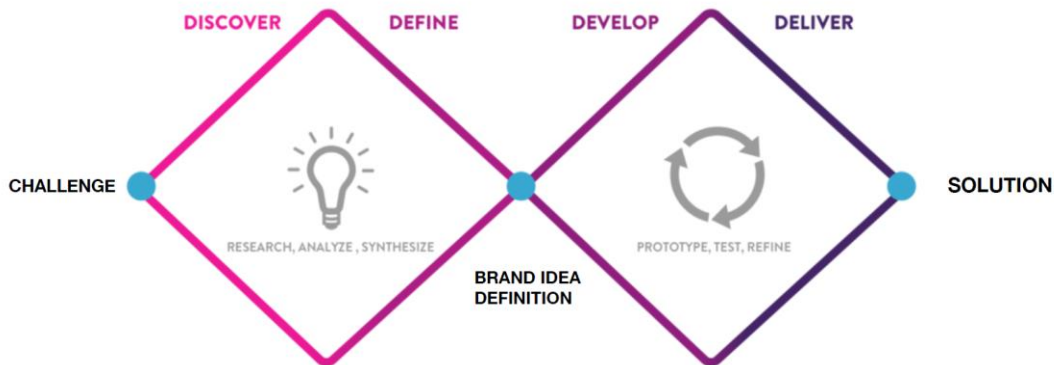 DISCOVER
DEFINE
DEVELOP
DELIVER
CHALLENGE
SOLUTION
RESEARCH, ANALYZE , SYNTHESIZE
PROTOTYPE, TEST, REFINE
BRAND IDEA
DEFINITION